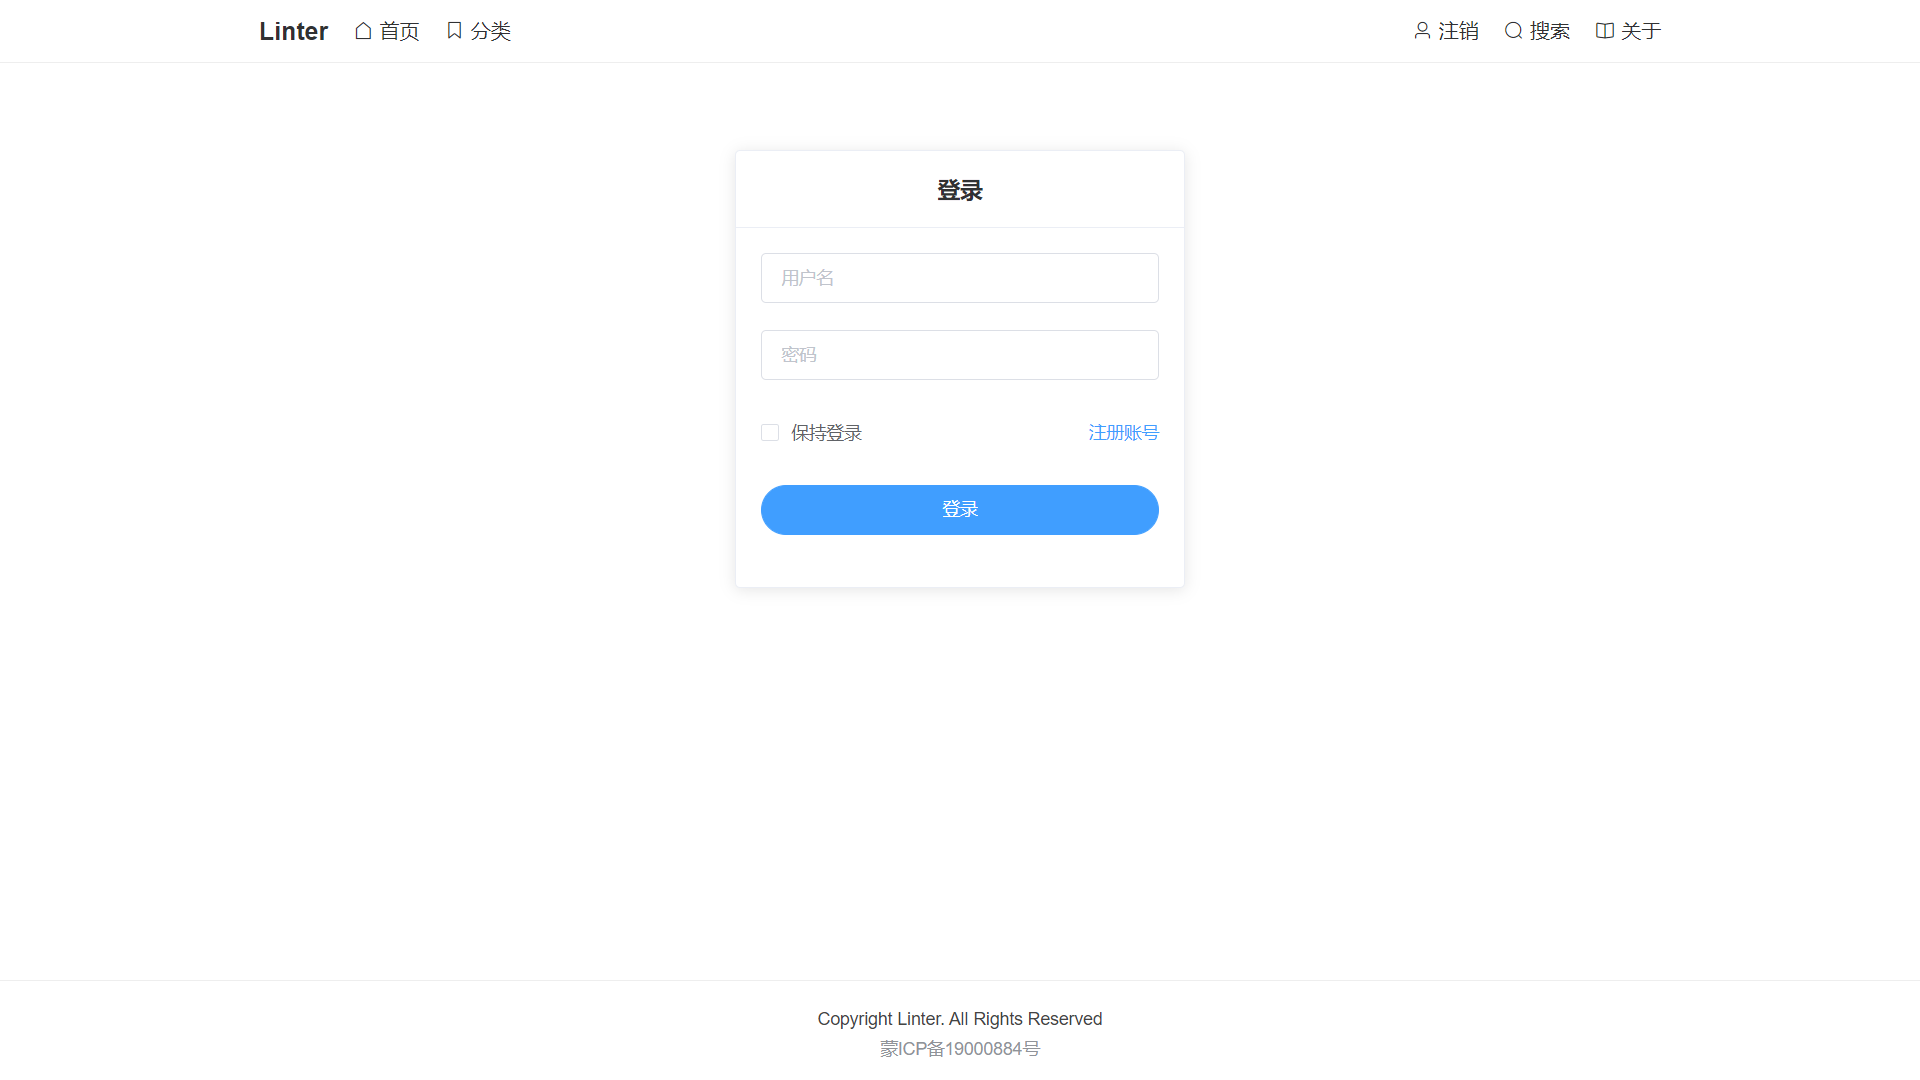 Linter 首页 分类 注销 搜索 关于
登录
用户名
密码
保持登录 注册账号
登录
Copyright Linter. All Rights Reserved
蒙ICP备19000884号